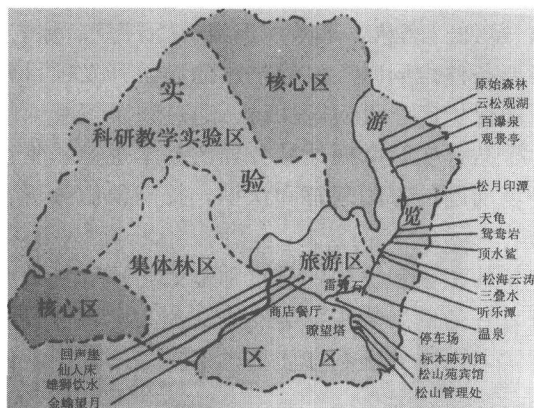 核心区
实
科研教学实验区
验
游
览
区
集体林区
旅游区
核心区
区
商店餐厅
瞭望塔
原始森林
云松观湖
百瀑泉
观景亭
松月印潭
天龟
鸳鸯岩
顶水鲨
松海云涛
三叠水
听乐潭
温泉
停车场
标本陈列馆
松山苑宾馆
松山管理处
回声崖
仙人床
雄狮饮水
金蟾望月